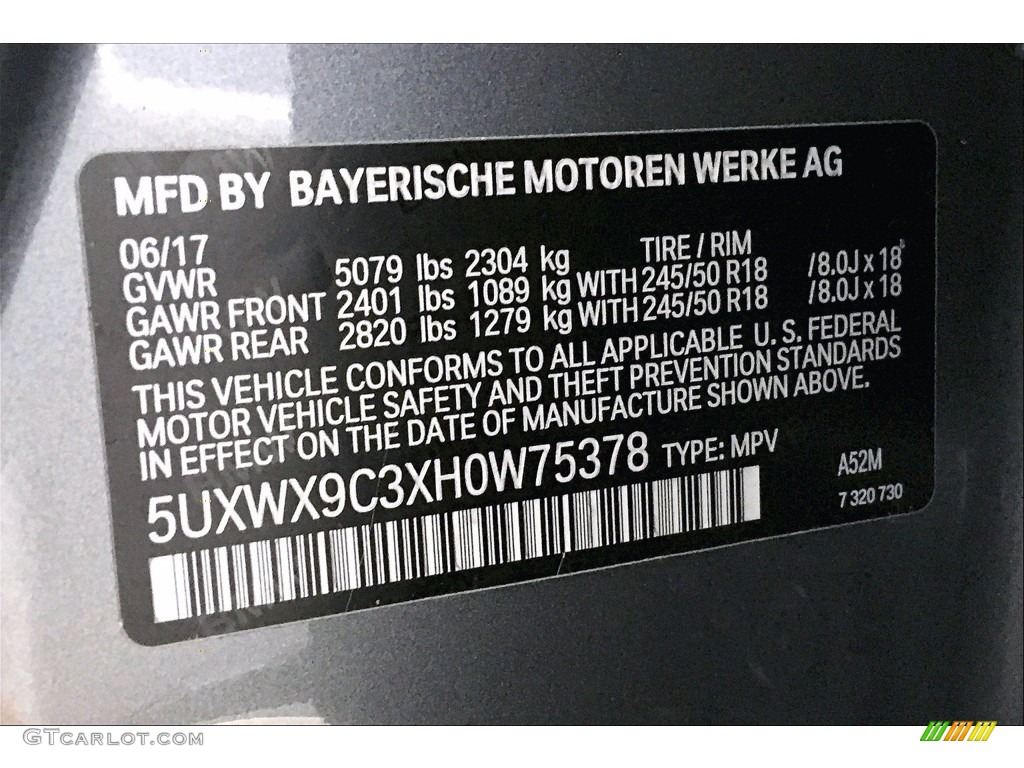 MFD BY BAYERISCHE MOTOREN WERKE AG
06/17 TIRE / RIM
GVWR 5079 lbs 2304 kg
GAWR FRONT 2401 lbs 1089 kg WITH 245/50 R18 /8.0J x 18
GAWR REAR 2820 lbs 1279 kg WITH 245/50 R18 /8.0J x 18
THIS VEHICLE CONFORMS TO ALL APPLICABLE U. S. FEDERAL
MOTOR VEHICLE SAFETY AND THEFT PREVENTION STANDARDS
IN EFFECT ON THE DATE OF MANUFACTURE SHOWN ABOVE.
5UXWX9C3XH0W75378 TYPE: MPV A52M
7 320 730
GTcarlot.com